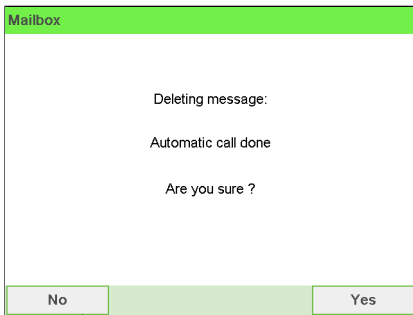 Mailbox
Deleting message:
Automatic call done
Are you sure ?
No
Yes